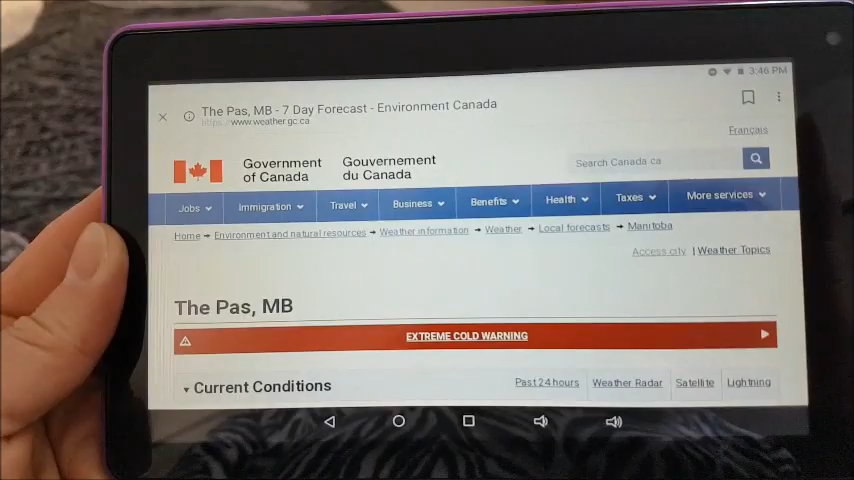 3:46 PM
The Pas, MB - 7 Day Forecast - Environment Canada
https://www.weather.gc.ca
Français
Government of Canada
Gouvernement du Canada
Search Canada ca
Jobs Immigration Travel Business Benefits Health Taxes More services
Home → Environment and natural resources → Weather information → Weather → Local forecasts → Manitoba
Access city | Weather Topics
The Pas, MB
EXTREME COLD WARNING
Current Conditions Past 24 hours Weather Radar Satellite Lightning